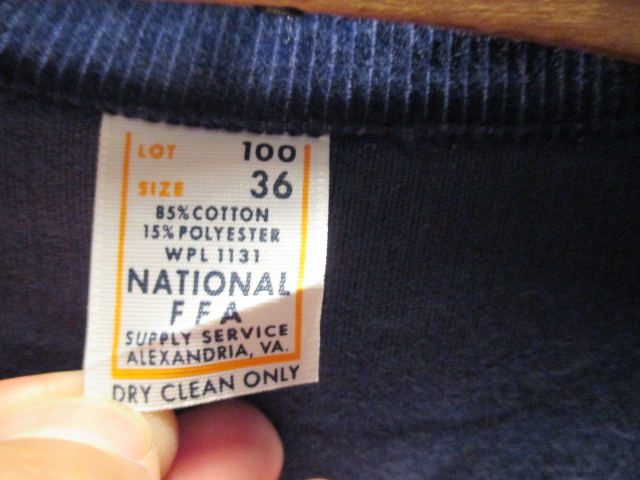 LOT 100
SIZE 36
85% COTTON
15% POLYESTER
WPL 1131
NATIONAL
FFA
SUPPLY SERVICE
ALEXANDRIA, VA.
DRY CLEAN ONLY